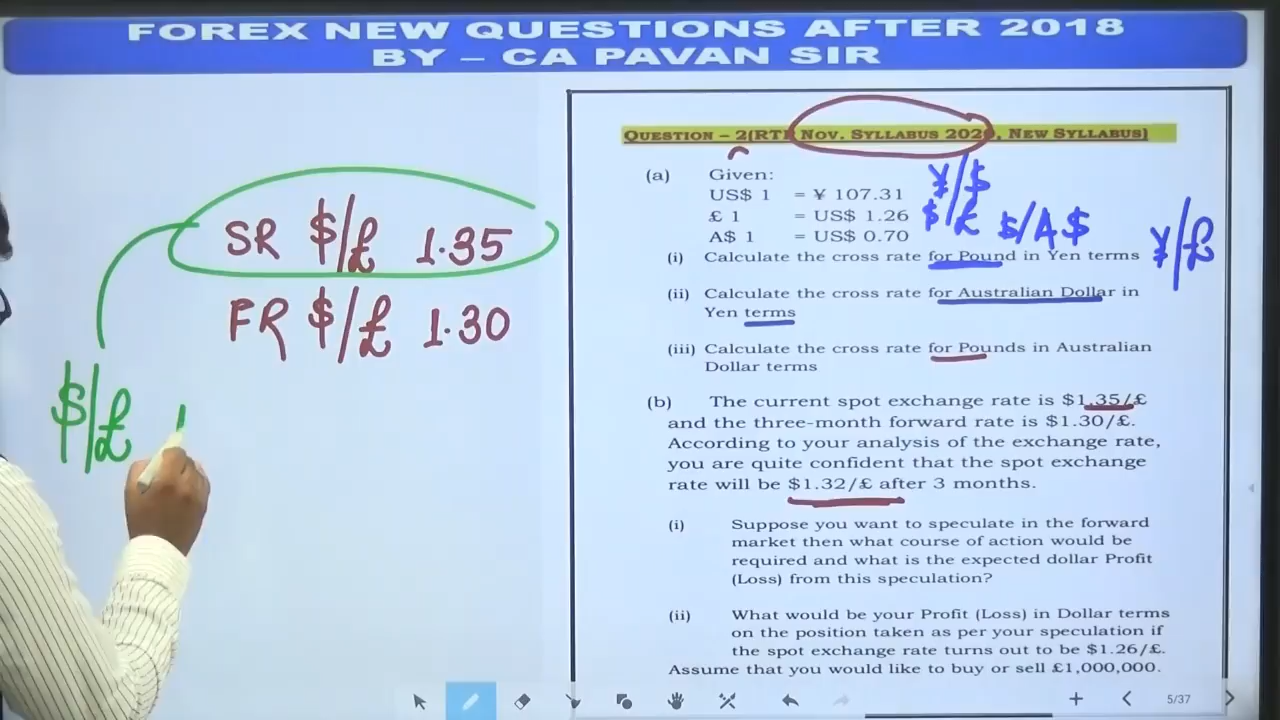 FOREX NEW QUESTIONS AFTER 2018
BY – CA PAVAN SIR
SR $/£ 1.35
FR $/£ 1.30
$/£
QUESTION – 2(RTP NOV. SYLLABUS 2020, NEW SYLLABUS)
(a) Given:
US$ 1 = ¥ 107.31 ¥/$
£ 1 = US$ 1.26 $/£
A$ 1 = US$ 0.70 $/A$
(i) Calculate the cross rate for Pound in Yen terms ¥/£
(ii) Calculate the cross rate for Australian Dollar in
Yen terms
(iii) Calculate the cross rate for Pounds in Australian
Dollar terms
(b) The current spot exchange rate is $1.35/£
and the three-month forward rate is $1.30/£.
According to your analysis of the exchange rate,
you are quite confident that the spot exchange
rate will be $1.32/£ after 3 months.
(i) Suppose you want to speculate in the forward
market then what course of action would be
required and what is the expected dollar Profit
(Loss) from this speculation?
(ii) What would be your Profit (Loss) in Dollar terms
on the position taken as per your speculation if
the spot exchange rate turns out to be $1.26/£.
Assume that you would like to buy or sell £1,000,000.
5/37